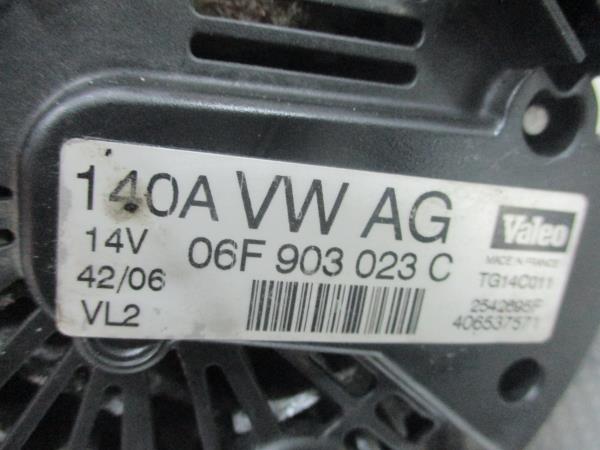 140A VW AG
14V 06F 903 023 C
42/06
VL2
Valeo
MADE IN FRANCE
TG14C011
2542695F
406537571